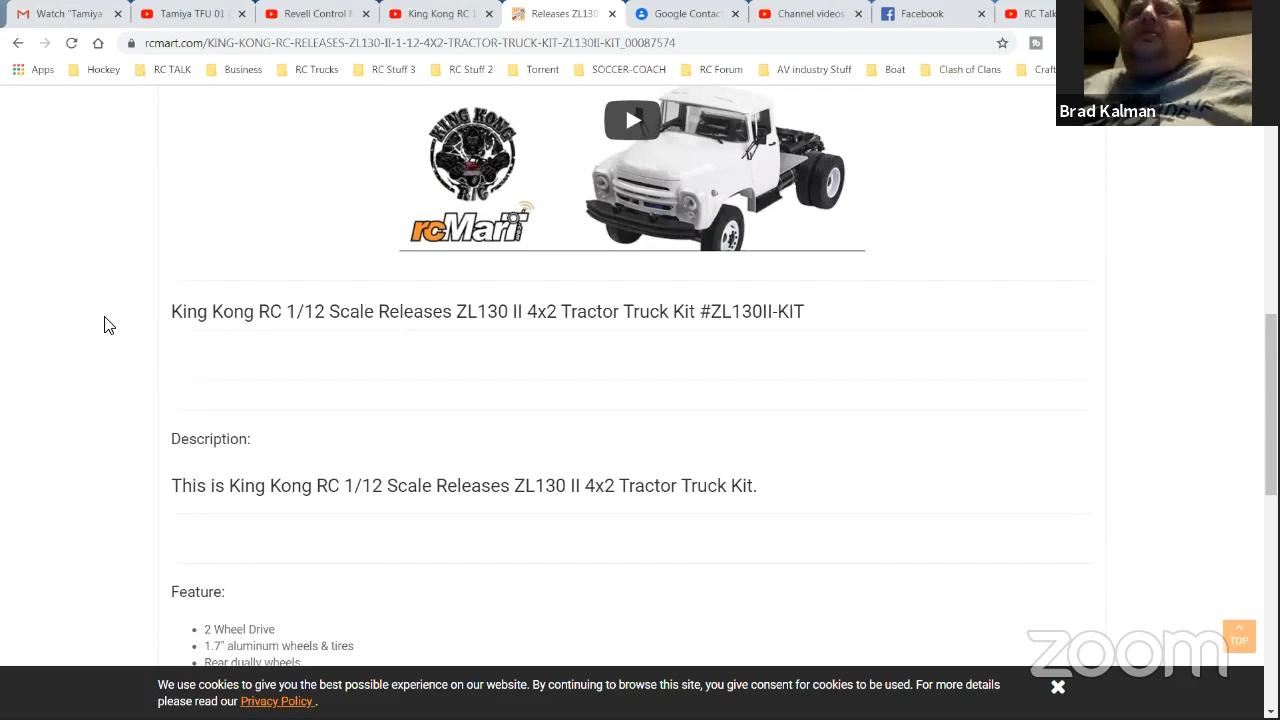 Watch "Tamiya
Tamiya TFU 01
Revell Control
King Kong RC 1
Releases ZL130
Google Contac
Channel videos
Facebook
RC Talk
rcmart.com/KING-KONG-RC-RELEASES-ZL130-II-1-12-4X2-TRACTOR-TRUCK-KIT-ZL130II-KIT_00087574
Apps
Hockey
RC TALK
Business
RC Trucks
RC Stuff 3
RC Stuff 2
Torrent
SOCCER-COACH
RC Forum
AV industry Stuff
Boat
Clash of Clans
Craft
Brad Kalman
KING KONG
RC
rcMart
King Kong RC 1/12 Scale Releases ZL130 II 4x2 Tractor Truck Kit #ZL130II-KIT
Description:
This is King Kong RC 1/12 Scale Releases ZL130 II 4x2 Tractor Truck Kit.
Feature:
2 Wheel Drive
1.7" aluminum wheels & tires
Rear dually wheels
TOP
zoom
We use cookies to give you the best possible experience on our website. By continuing to browse this site, you give consent for cookies to be used. For more details
please read our Privacy Policy .